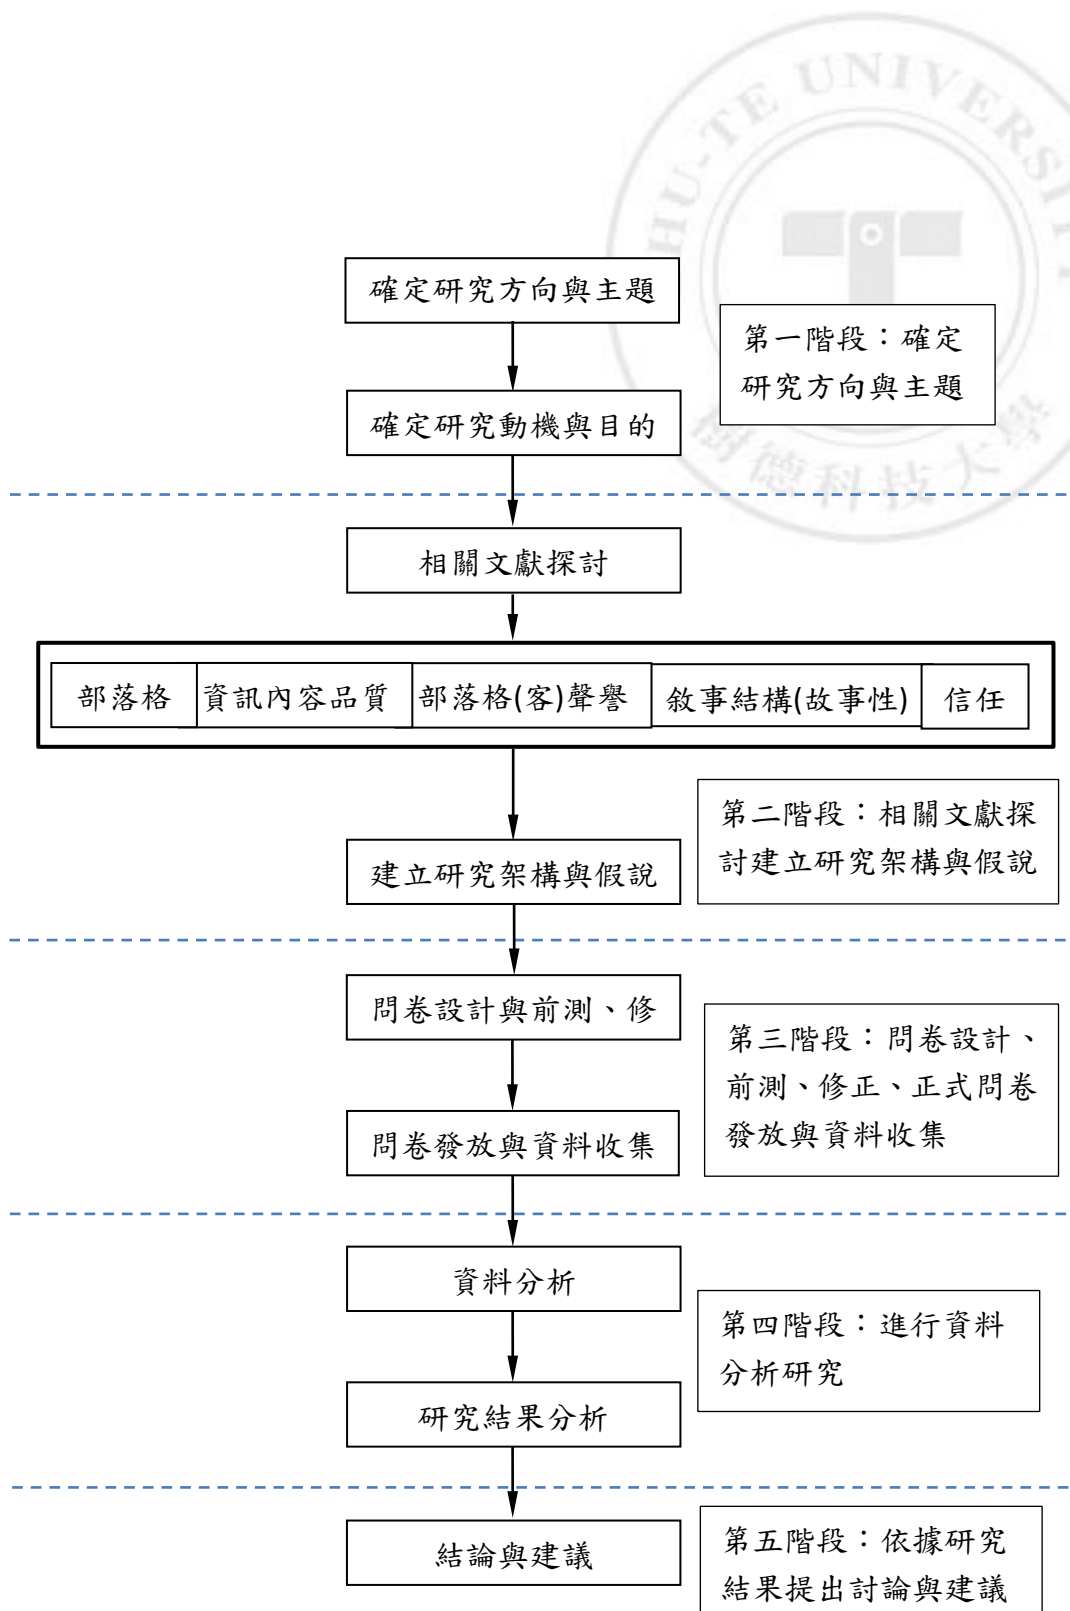 HU-TE UNIVERSIT
樹德科技大學
確定研究方向與主題
第一階段：確定
研究方向與主題
確定研究動機與目的
相關文獻探討
部落格
資訊內容品質
部落格(客)聲譽
敘事結構(故事性)
信任
第二階段：相關文獻探
討建立研究架構與假說
建立研究架構與假說
問卷設計與前測、修
第三階段：問卷設計、
前測、修正、正式問卷
發放與資料收集
問卷發放與資料收集
資料分析
第四階段：進行資料
分析研究
研究結果分析
結論與建議
第五階段：依據研究
結果提出討論與建議